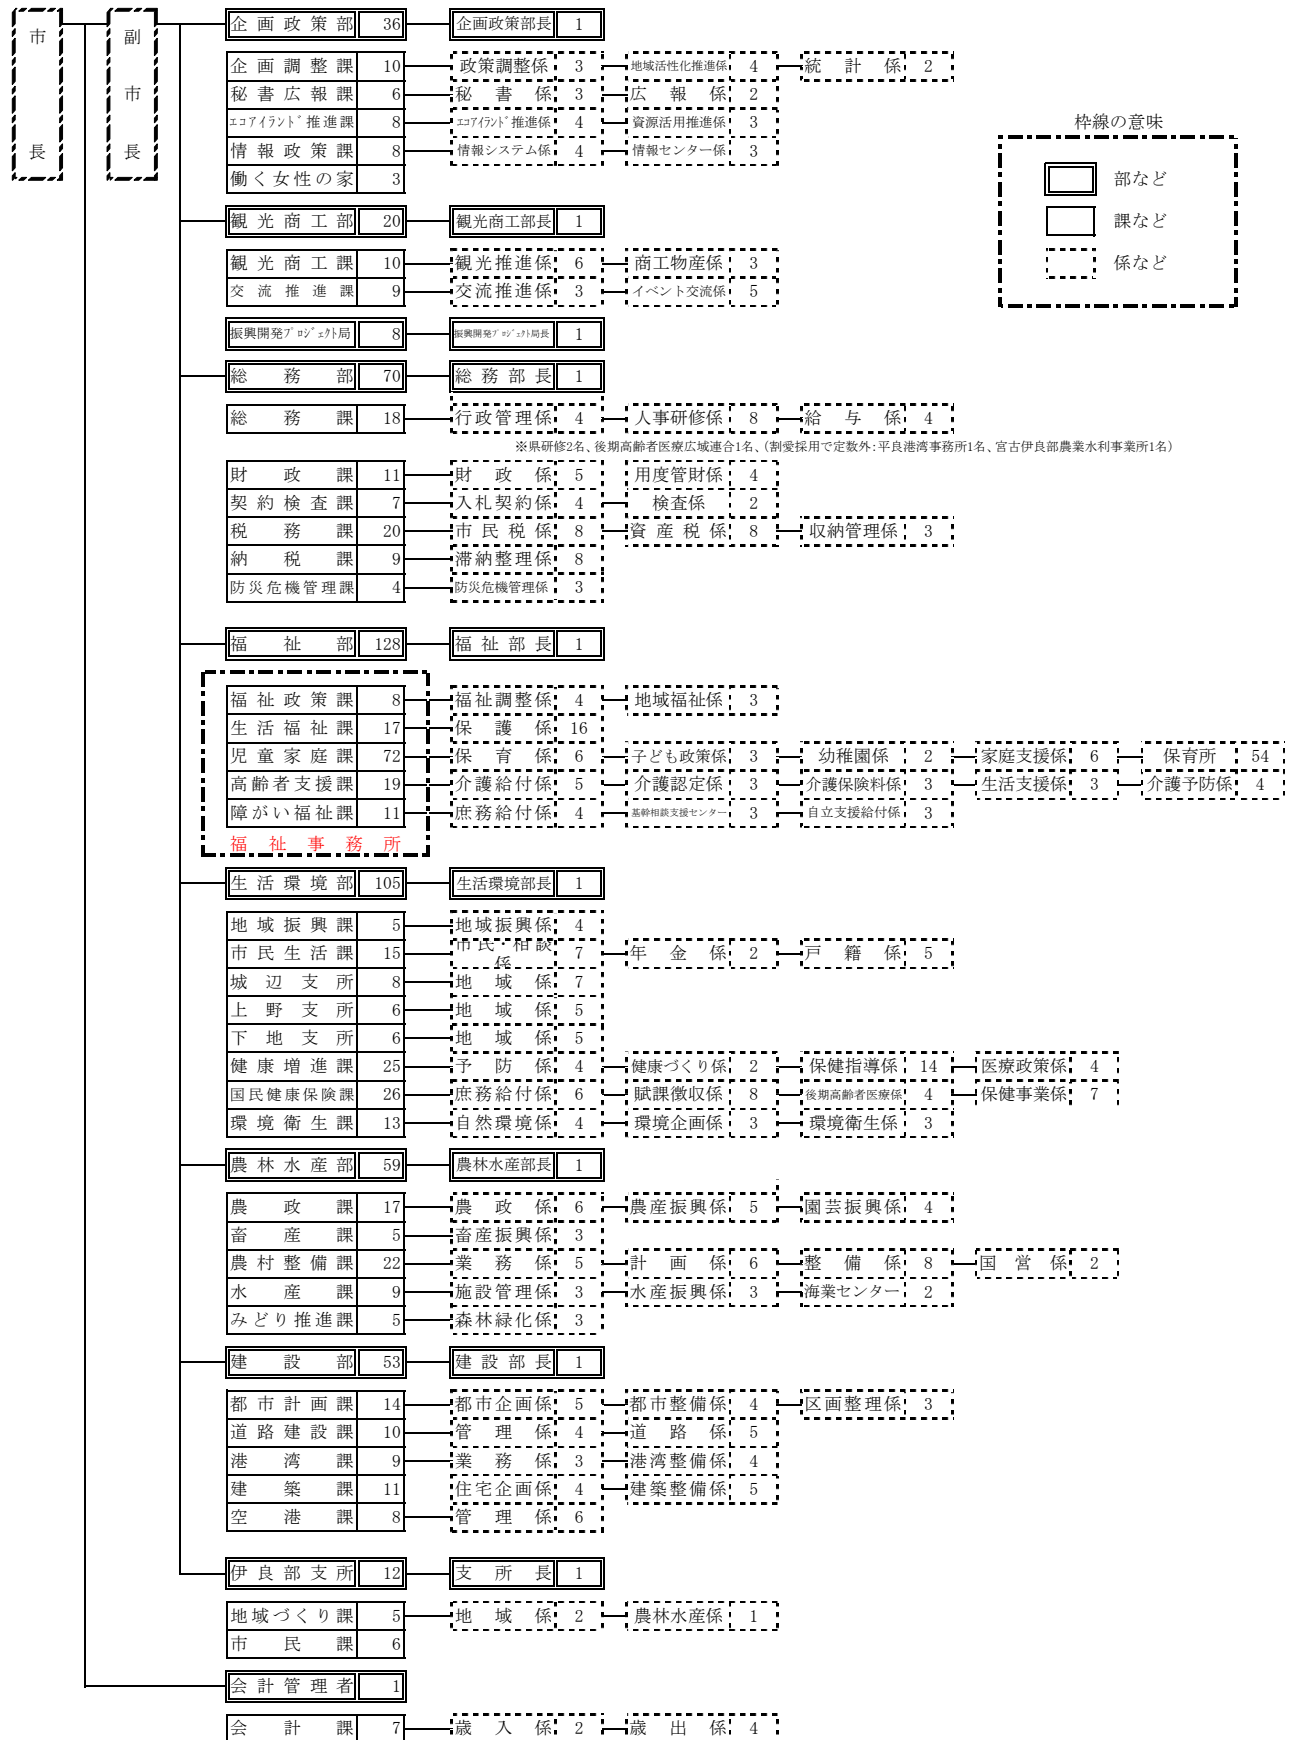 市長
副市長
企画政策部 36 企画政策部長 1
企画調整課 10 政策調整係 3 地域活性化推進係 4 統計係 2
秘書広報課 6 秘書係 3 広報係 2
エコアイランド推進課 8 エコアイランド推進係 4 資源活用推進係 3
情報政策課 8 情報システム係 4 情報センター係 3
働く女性の家 3
枠線の意味
部など
課など
係など
観光商工部 20 観光商工部長 1
観光商工課 10 観光推進係 6 商工物産係 3
交流推進課 9 交流推進係 3 イベント交流係 5
振興開発プロジェクト局 8 振興開発プロジェクト局長 1
総務部 70 総務部長 1
総務課 18 行政管理係 4 人事研修係 8 給与係 4
※県研修2名、後期高齢者医療広域連合1名、(割愛採用で定数外:平良港湾事務所1名、宮古伊良部農業水利事業所1名)
財政課 11 財政係 5 用度管財係 4
契約検査課 7 入札契約係 4 検査係 2
税務課 20 市民税係 8 資産税係 8 収納管理係 3
納税課 9 滞納整理係 8
防災危機管理課 4 防災危機管理係 3
福祉部 128 福祉部長 1
福祉政策課 8 福祉調整係 4 地域福祉係 3
生活福祉課 17 保護係 16
児童家庭課 72 保育係 6 子ども政策係 3 幼稚園係 2 家庭支援係 6 保育所 54
高齢者支援課 19 介護給付係 5 介護認定係 3 介護保険料係 3 生活支援係 3 介護予防係 4
障がい福祉課 11 庶務給付係 4 基幹相談支援センター 3 自立支援給付係 3
福祉事務所
生活環境部 105 生活環境部長 1
地域振興課 5 地域振興係 4
市民生活課 15 市民・相談係 7 年金係 2 戸籍係 5
城辺支所 8 地域係 7
上野支所 6 地域係 5
下地支所 6 地域係 5
健康増進課 25 予防係 4 健康づくり係 2 保健指導係 14 医療政策係 4
国民健康保険課 26 庶務給付係 6 賦課徴収係 8 後期高齢者医療係 4 保健事業係 7
環境衛生課 13 自然環境係 4 環境企画係 3 環境衛生係 3
農林水産部 59 農林水産部長 1
農政課 17 農政係 6 農産振興係 5 園芸振興係 4
畜産課 5 畜産振興係 3
農村整備課 22 業務係 5 計画係 6 整備係 8 国営係 2
水産課 9 施設管理係 3 水産振興係 3 海業センター 2
みどり推進課 5 森林緑化係 3
建設部 53 建設部長 1
都市計画課 14 都市企画係 5 都市整備係 4 区画整理係 3
道路建設課 10 管理係 4 道路係 5
港湾課 9 業務係 3 港湾整備係 4
建築課 11 住宅企画係 4 建築整備係 5
空港課 8 管理係 6
伊良部支所 12 支所長 1
地域づくり課 5 地域係 2 農林水産係 1
市民課 6
会計管理者 1
会計課 7 歳入係 2 歳出係 4